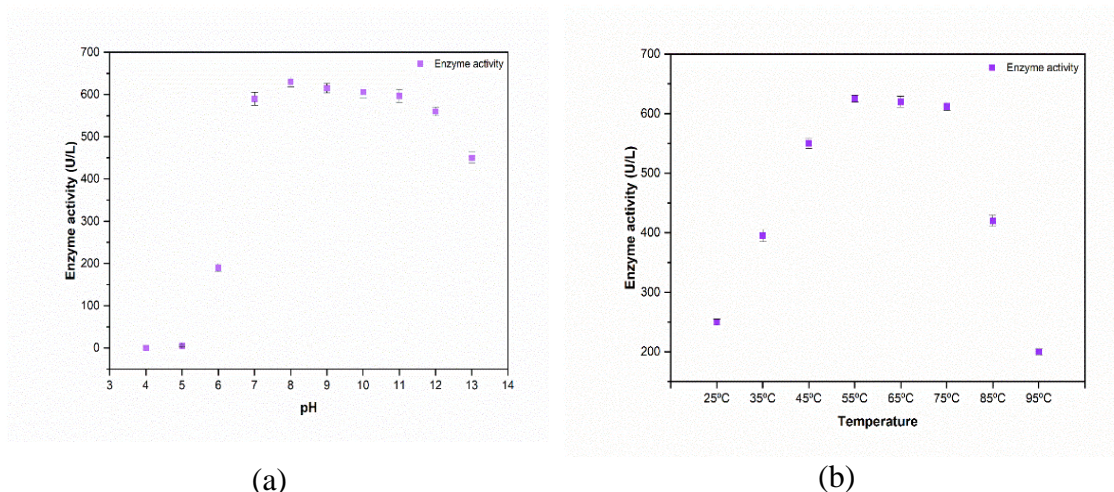 700
600
500
400
300
200
100
0
Enzyme activity (U/L)
Enzyme activity
3 4 5 6 7 8 9 10 11 12 13 14
pH
(a)
700
600
500
400
300
200
Enzyme activity (U/L)
Enzyme activity
25ºC 35ºC 45ºC 55ºC 65ºC 75ºC 85ºC 95ºC
Temperature
(b)